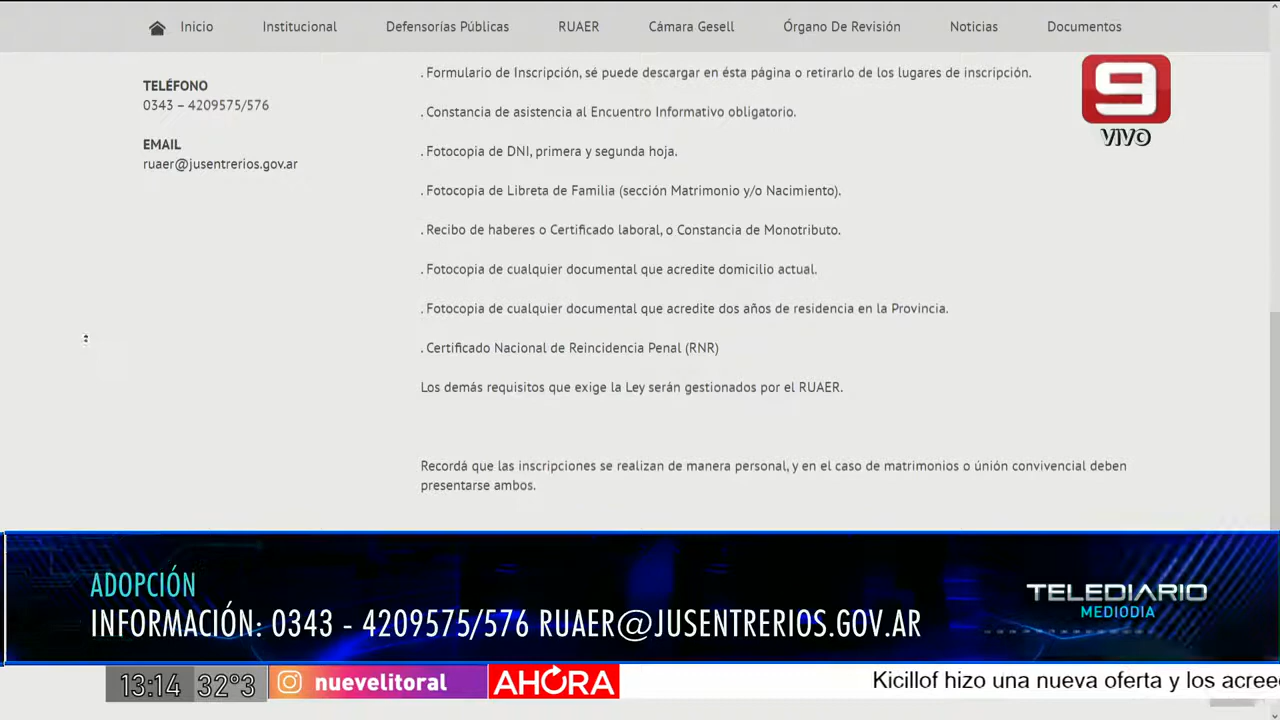 Inicio
Institucional
Defensorías Públicas
RUAER
Cámara Gesell
Órgano De Revisión
Noticias
Documentos
TELÉFONO
0343 – 4209575/576
EMAIL
ruaer@jusentrerios.gov.ar
. Formulario de Inscripción, sé puede descargar en ésta página o retirarlo de los lugares de inscripción.
. Constancia de asistencia al Encuentro Informativo obligatorio.
. Fotocopia de DNI, primera y segunda hoja.
. Fotocopia de Libreta de Familia (sección Matrimonio y/o Nacimiento).
. Recibo de haberes o Certificado laboral, o Constancia de Monotributo.
. Fotocopia de cualquier documental que acredite domicilio actual.
. Fotocopia de cualquier documental que acredite dos años de residencia en la Provincia.
. Certificado Nacional de Reincidencia Penal (RNR)
Los demás requisitos que exige la Ley serán gestionados por el RUAER.
Recordá que las inscripciones se realizan de manera personal, y en el caso de matrimonios o únión convivencial deben
presentarse ambos.
9
VIVO
ADOPCIÓN
INFORMACIÓN: 0343 - 4209575/576 RUAER@JUSENTRERIOS.GOV.AR
TELEDIARIO
MEDIODIA
13:14 32°3
nuevelitoral
AHORA
Kicillof hizo una nueva oferta y los acree